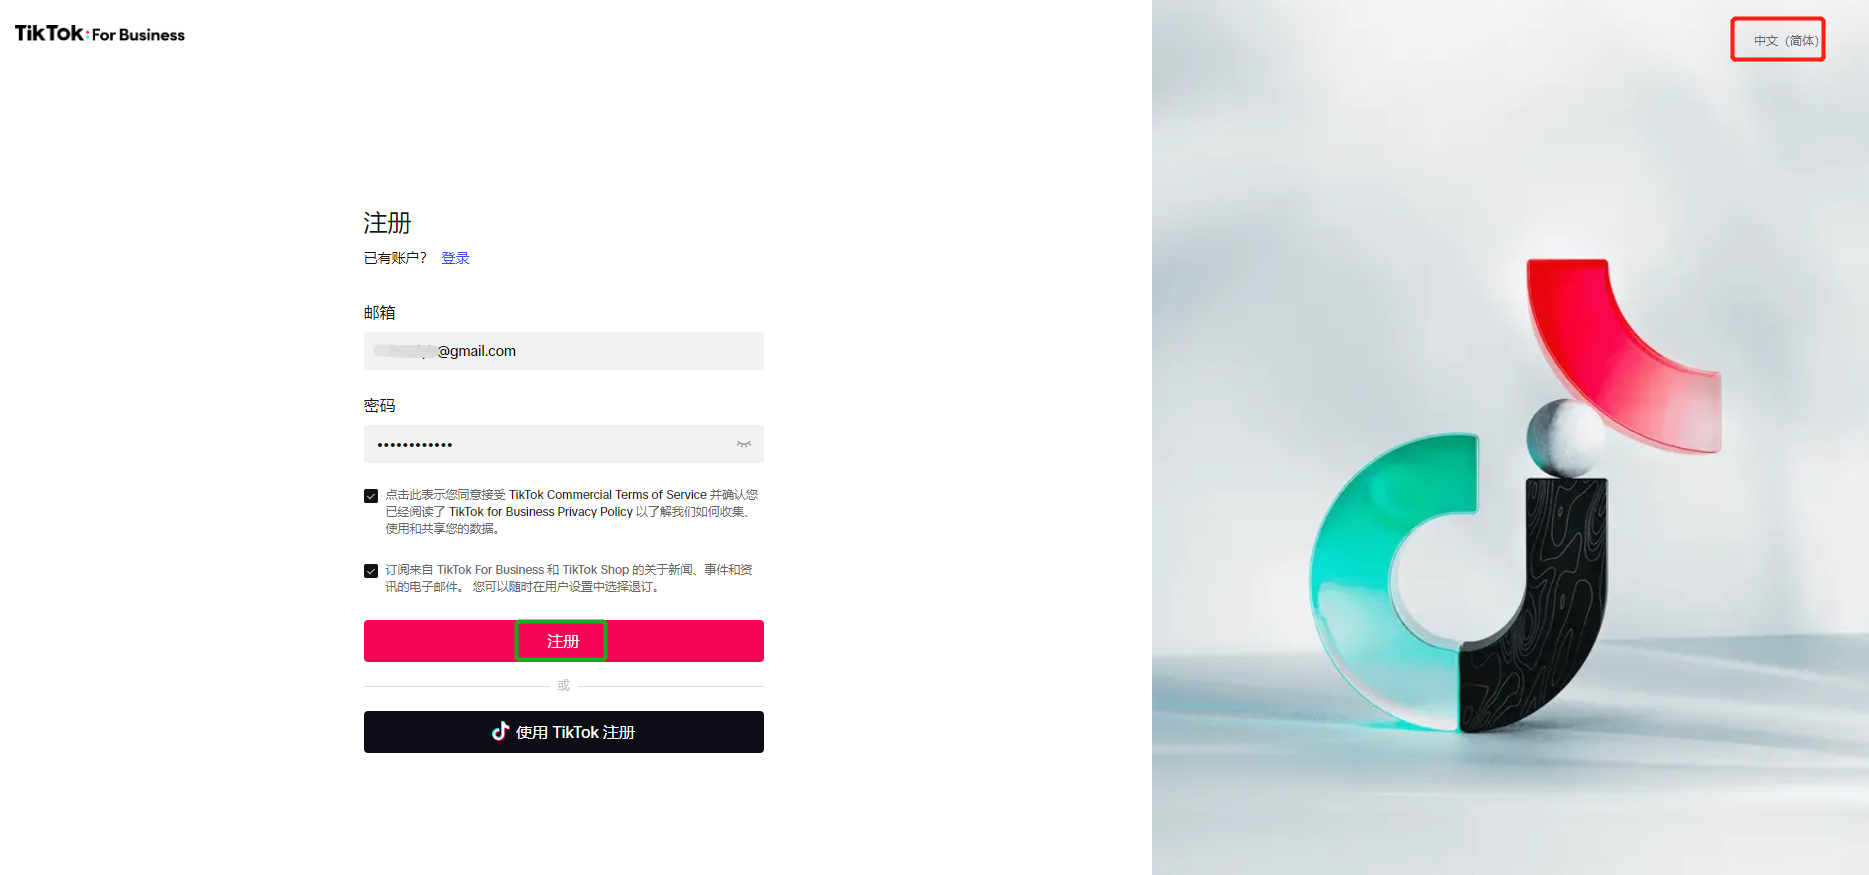 TikTok: For Business
中文（简体）
注册
已有账户？ 登录
邮箱
@gmail.com
密码
••••••••••••
点击此表示您同意接受 TikTok Commercial Terms of Service 并确认您
已经阅读了 TikTok for Business Privacy Policy 以了解我们如何收集、
使用和共享您的数据。
订阅来自 TikTok For Business 和 TikTok Shop 的关于新闻、事件和资
讯的电子邮件。 您可以随时在用户设置中选择退订。
注册
或
使用 TikTok 注册